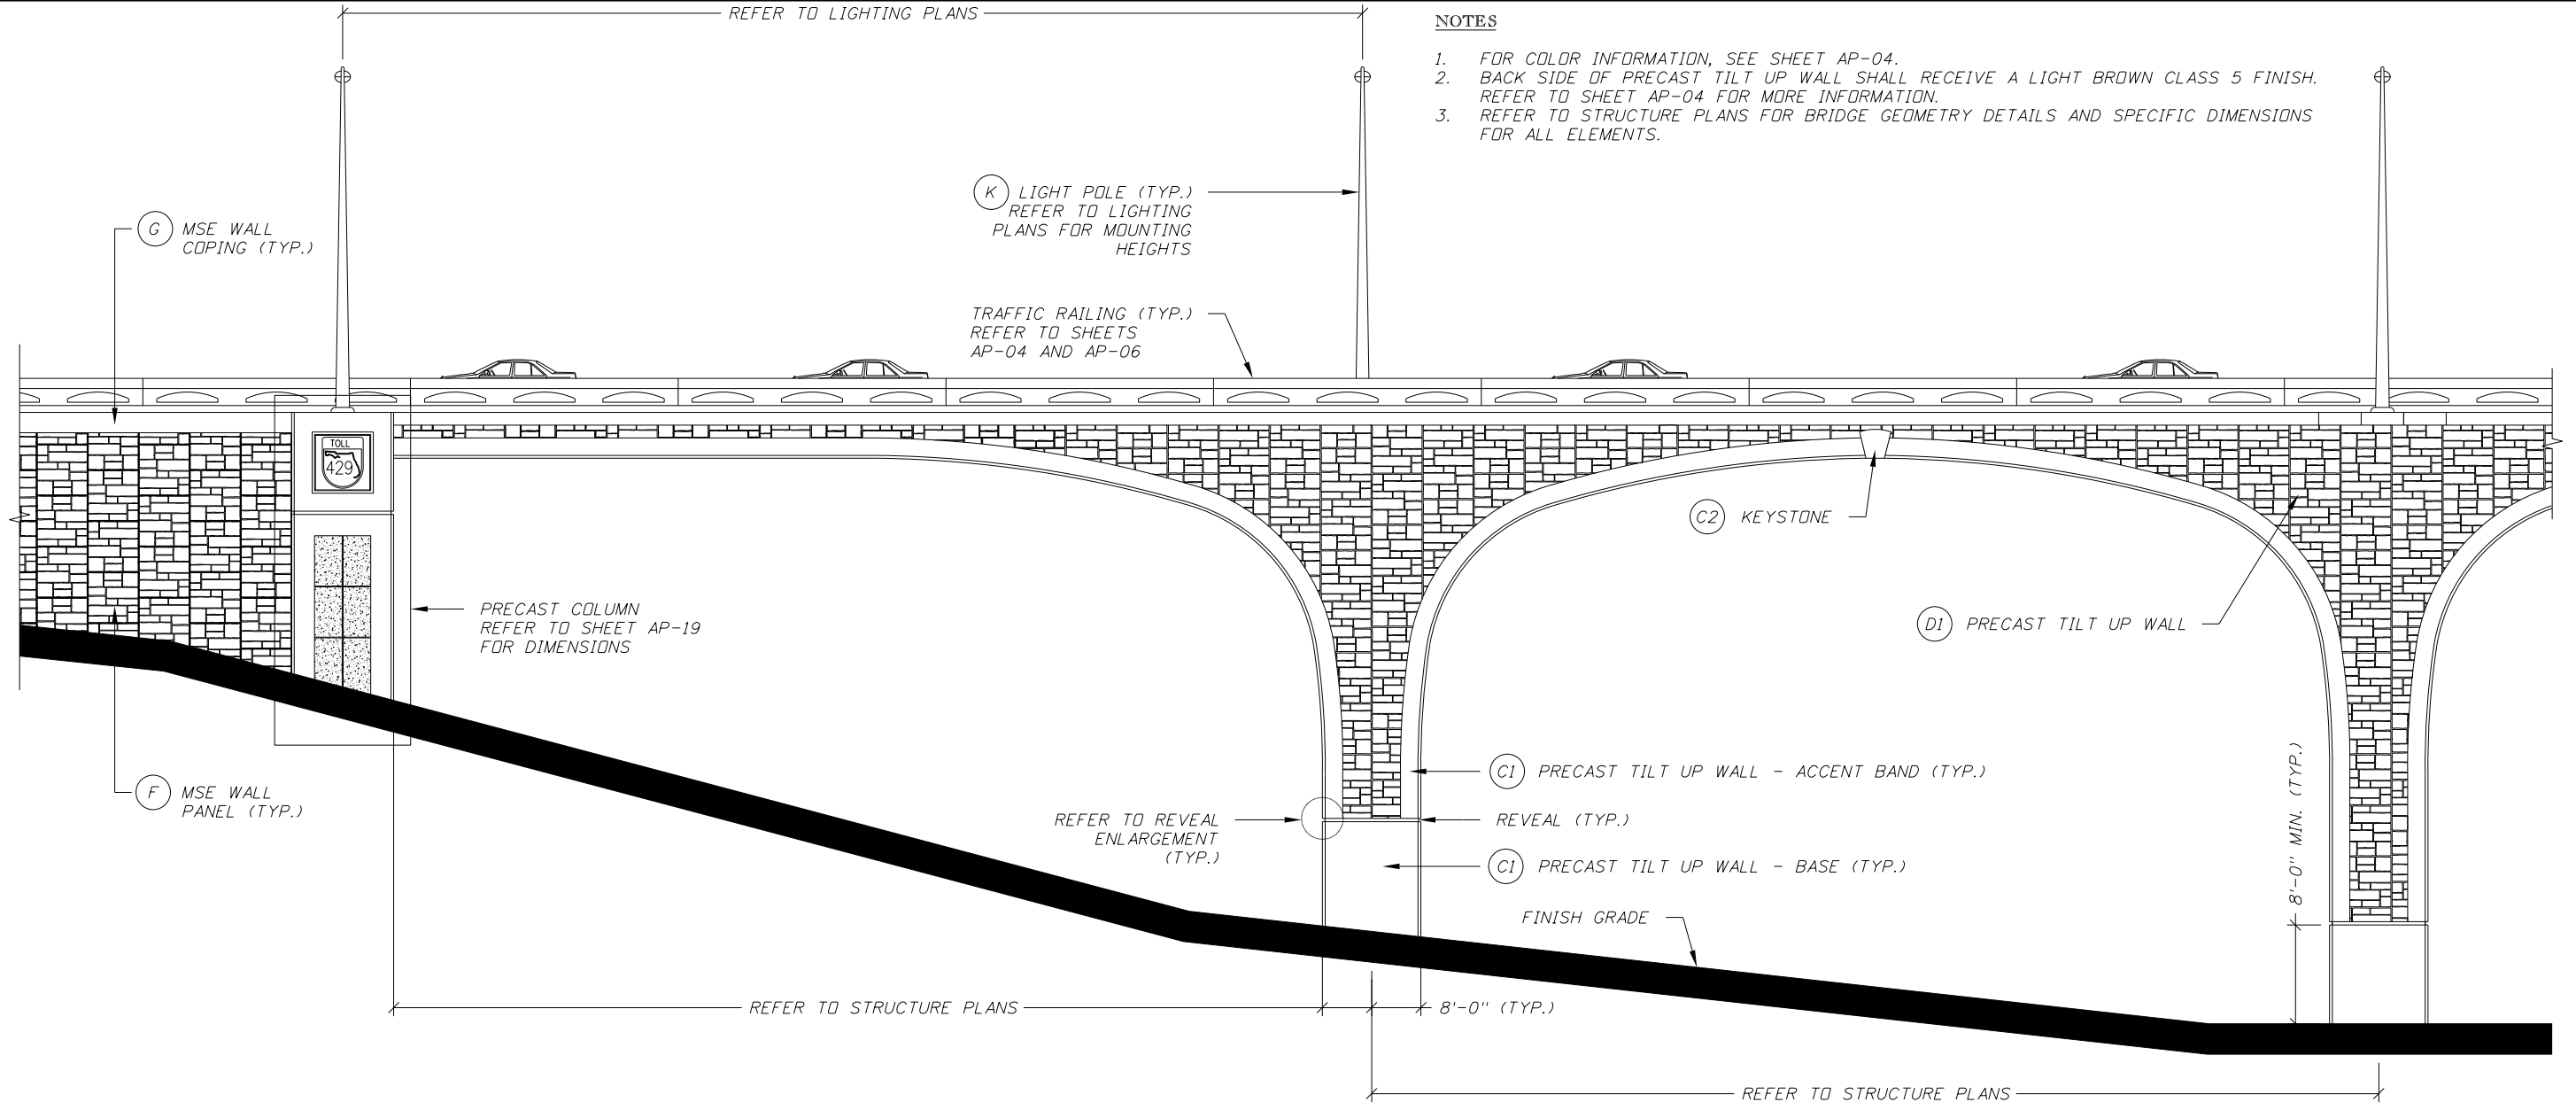 REFER TO LIGHTING PLANS
NOTES
1. FOR COLOR INFORMATION, SEE SHEET AP-04.
2. BACK SIDE OF PRECAST TILT UP WALL SHALL RECEIVE A LIGHT BROWN CLASS 5 FINISH.
REFER TO SHEET AP-04 FOR MORE INFORMATION.
3. REFER TO STRUCTURE PLANS FOR BRIDGE GEOMETRY DETAILS AND SPECIFIC DIMENSIONS
FOR ALL ELEMENTS.
K LIGHT POLE (TYP.)
REFER TO LIGHTING
PLANS FOR MOUNTING
HEIGHTS
G MSE WALL
COPING (TYP.)
TRAFFIC RAILING (TYP.)
REFER TO SHEETS
AP-04 AND AP-06
TOLL
429
C2 KEYSTONE
PRECAST COLUMN
REFER TO SHEET AP-19
FOR DIMENSIONS
D1 PRECAST TILT UP WALL
F MSE WALL
PANEL (TYP.)
C1 PRECAST TILT UP WALL - ACCENT BAND (TYP.)
REFER TO REVEAL
ENLARGEMENT
(TYP.)
REVEAL (TYP.)
C1 PRECAST TILT UP WALL - BASE (TYP.)
8'-0" MIN. (TYP.)
FINISH GRADE
REFER TO STRUCTURE PLANS
8'-0" (TYP.)
REFER TO STRUCTURE PLANS